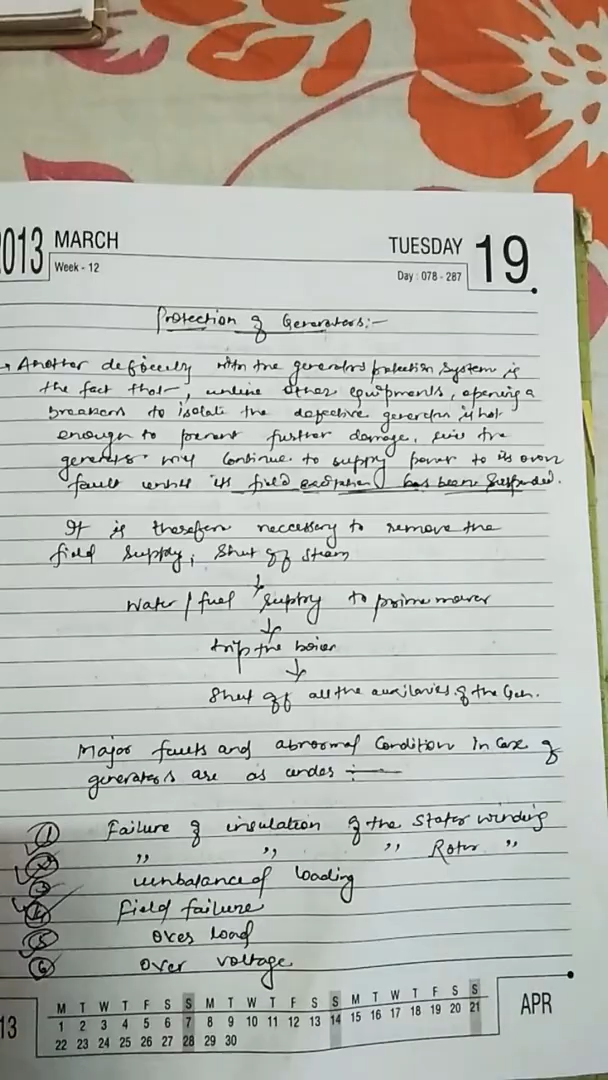 2013 MARCH
Week - 12
TUESDAY 19
Day : 078 - 287
Protection of Generators:-
→ Another deficulty with the generators protection system is
the fact that, unline other equipments, opening a
breakers to isolate the defective generator is not
enough to prevent further damage, since the
generator will continue to supply power to its own
fault untill its field excitation has been suspended.
It is therefore neccessary to remove the
field supply, Shut off steam
↓
Water / fuel supply to prime mover
↓
trip the boier
↓
Shut off all the auxilaries of the Gen.
Major faults and abnormal Condition in Case of
generators are as under :-
① Failure of insulation of the Stator winding
② ,, ,, ,, Rotor ,,
③ unbalance of loading
④ field failure
⑤ over load
⑥ over voltage
13
M T W T F S S M T W T F S S M T W T F S S
1 2 3 4 5 6 7 8 9 10 11 12 13 14 15 16 17 18 19 20 21
22 23 24 25 26 27 28 29 30
APR